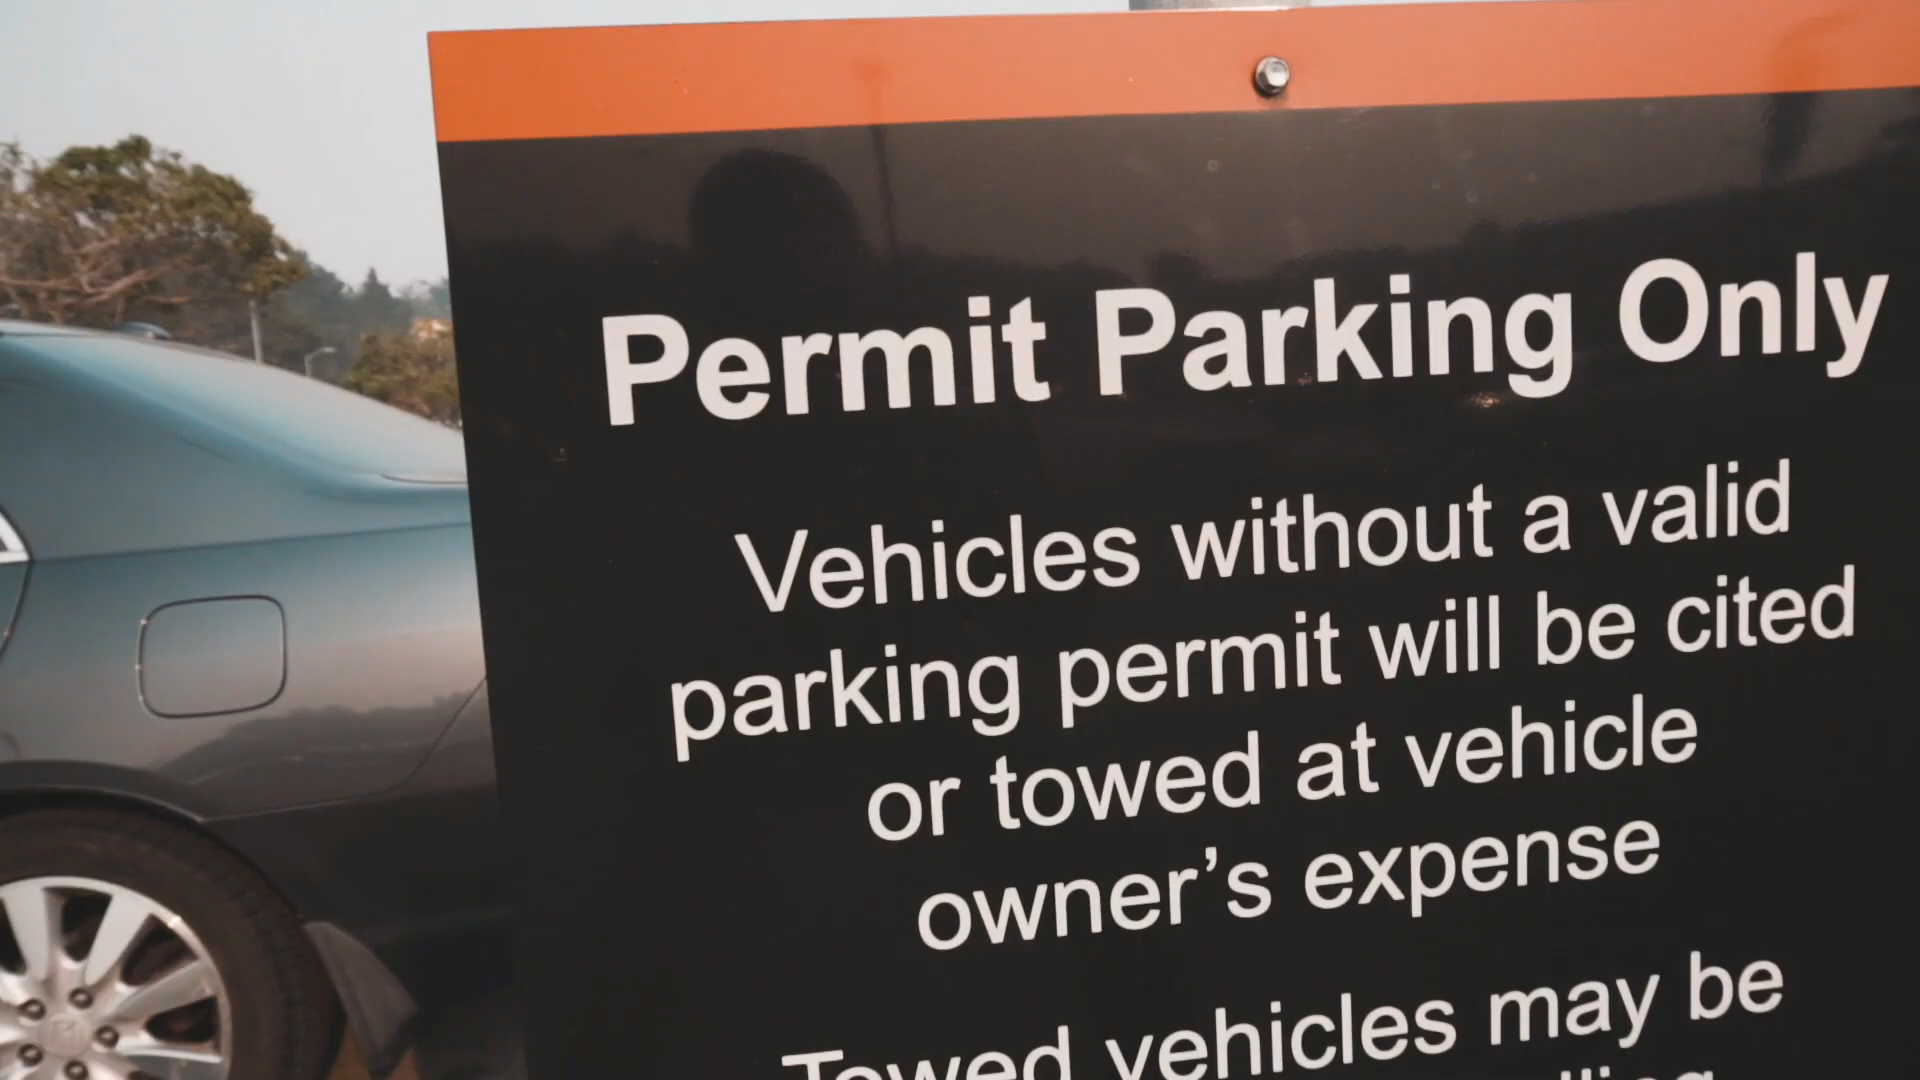 Permit Parking Only
Vehicles without a valid
parking permit will be cited
or towed at vehicle
owner’s expense
Towed vehicles may be